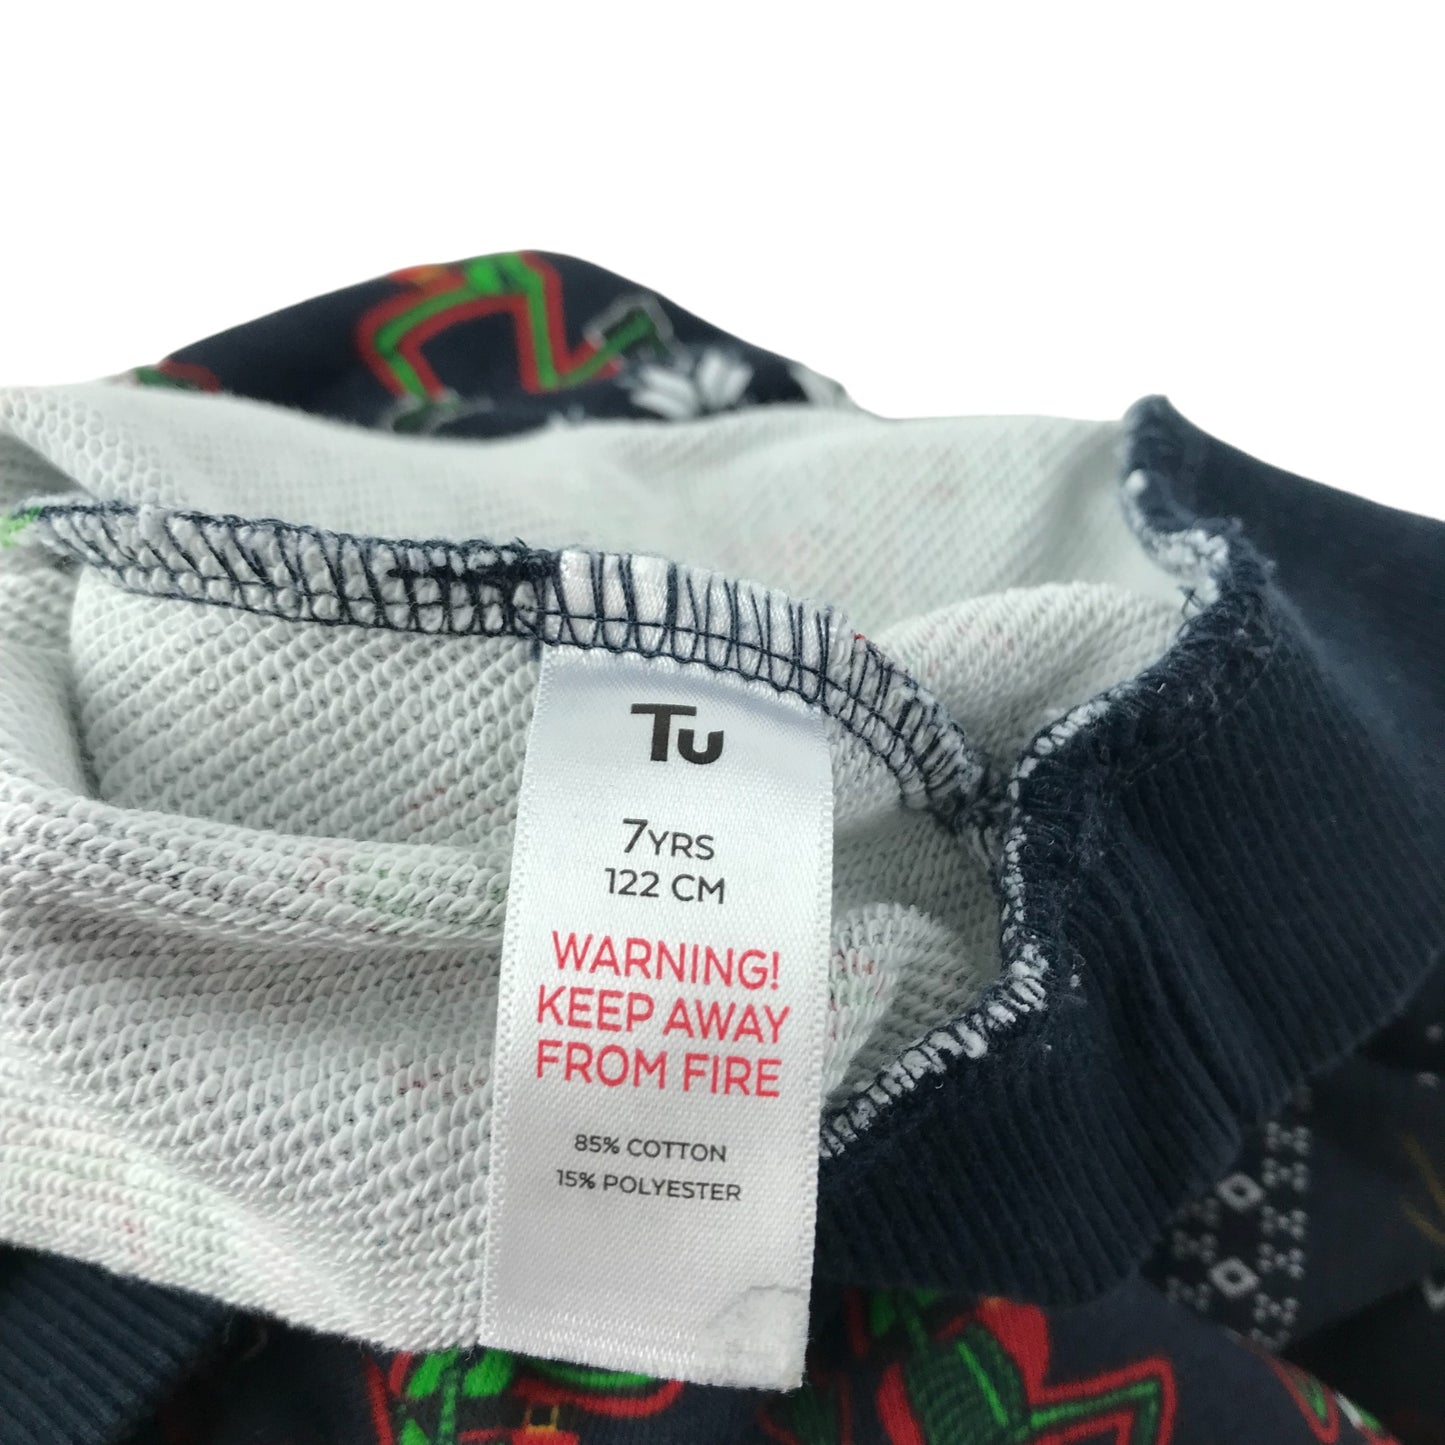 Tu
7YRS
122 CM
WARNING!
KEEP AWAY
FROM FIRE
85% COTTON
15% POLYESTER